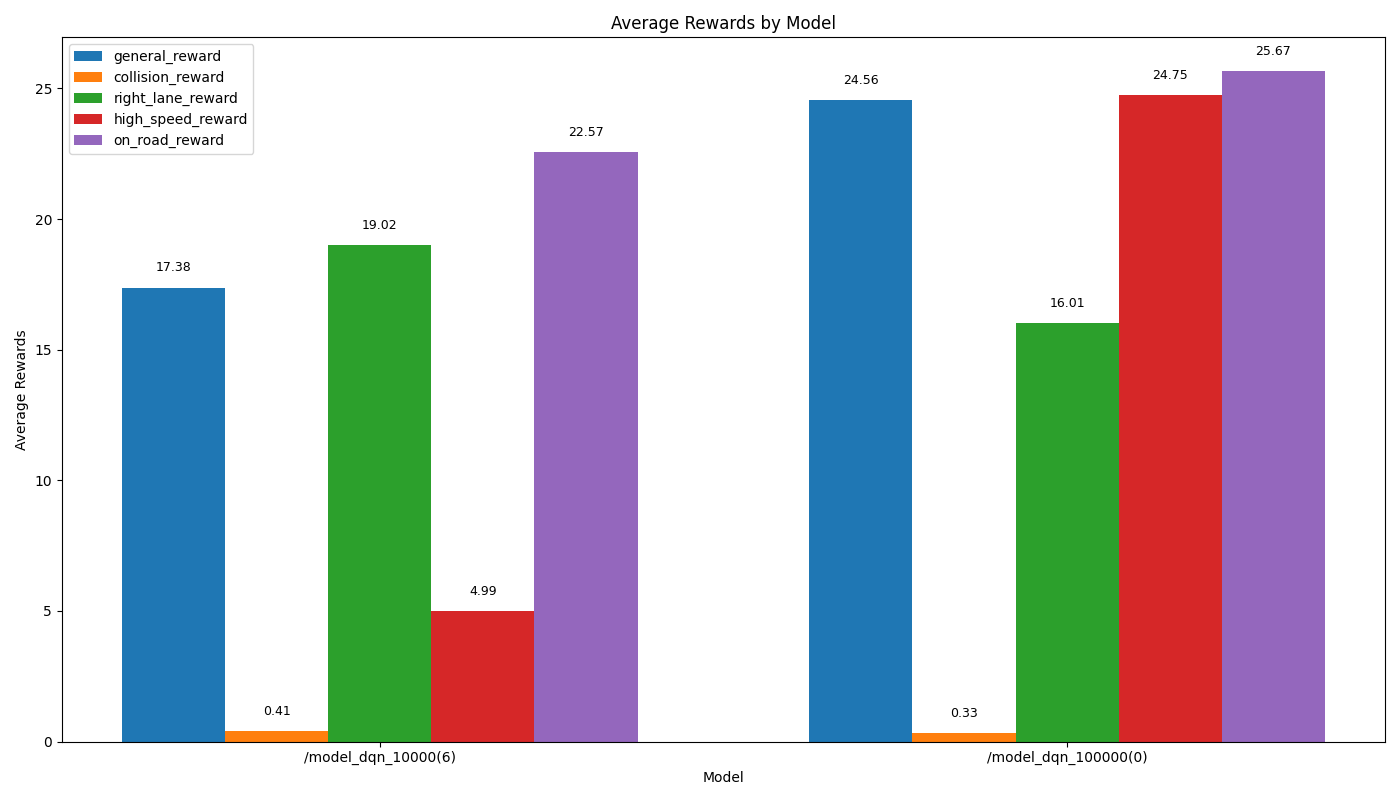 Average Rewards by Model
general_reward
collision_reward
right_lane_reward
high_speed_reward
on_road_reward
25
20
15
10
5
0
Average Rewards
17.38
0.41
19.02
4.99
22.57
24.56
0.33
16.01
24.75
25.67
/model_dqn_10000(6)
/model_dqn_100000(0)
Model